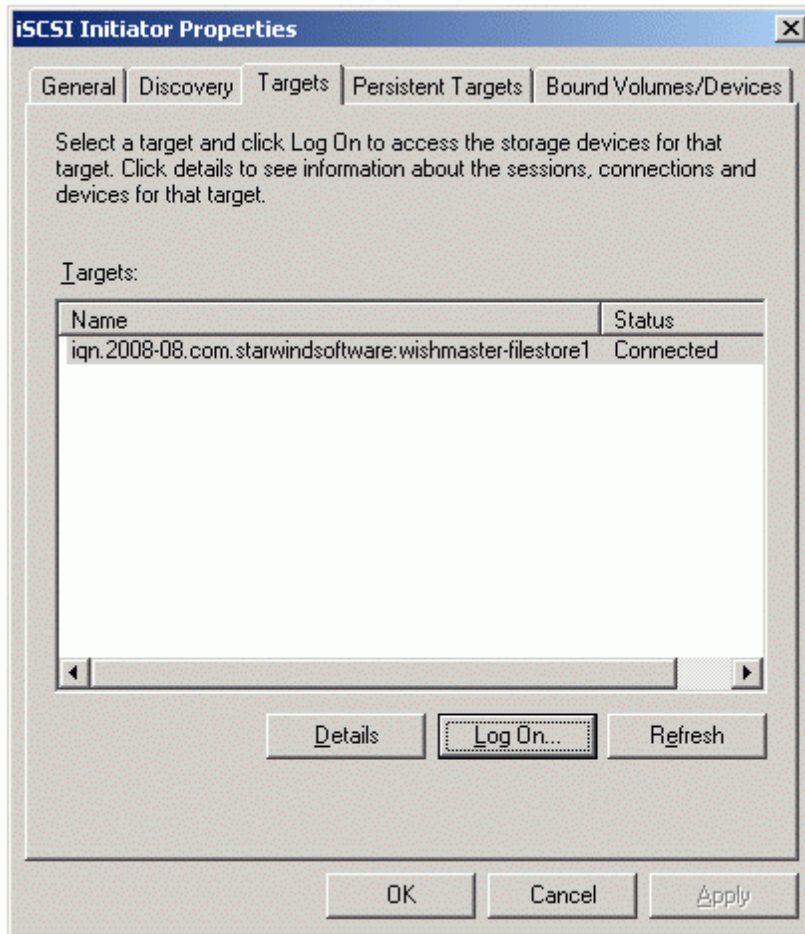 iSCSI Initiator Properties
General Discovery Targets Persistent Targets Bound Volumes/Devices
Select a target and click Log On to access the storage devices for that
target. Click details to see information about the sessions, connections and
devices for that target.
Targets:
Name Status
iqn.2008-08.com.starwindsoftware:wishmaster-filestore1 Connected
Details Log On... Refresh
OK Cancel Apply